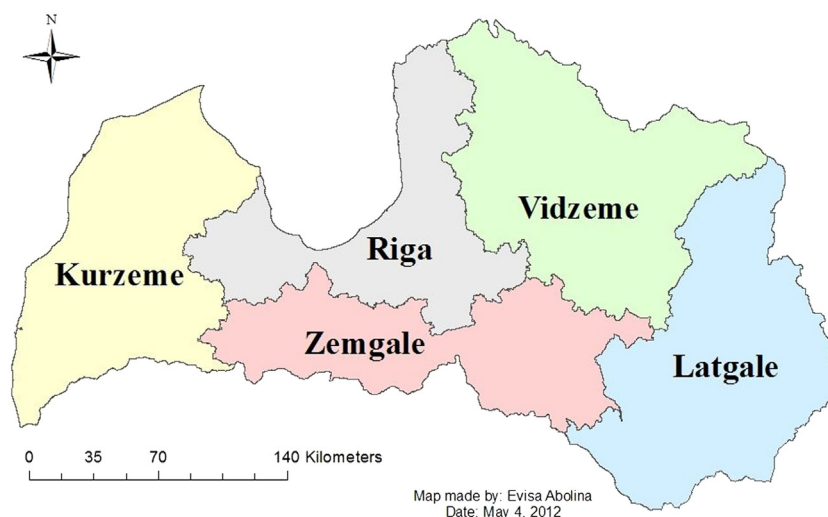 N
Vidzeme
Riga
Kurzeme
Zemgale
Latgale
0 35 70 140 Kilometers
Map made by: Evisa Abolina
Date: May 4, 2012